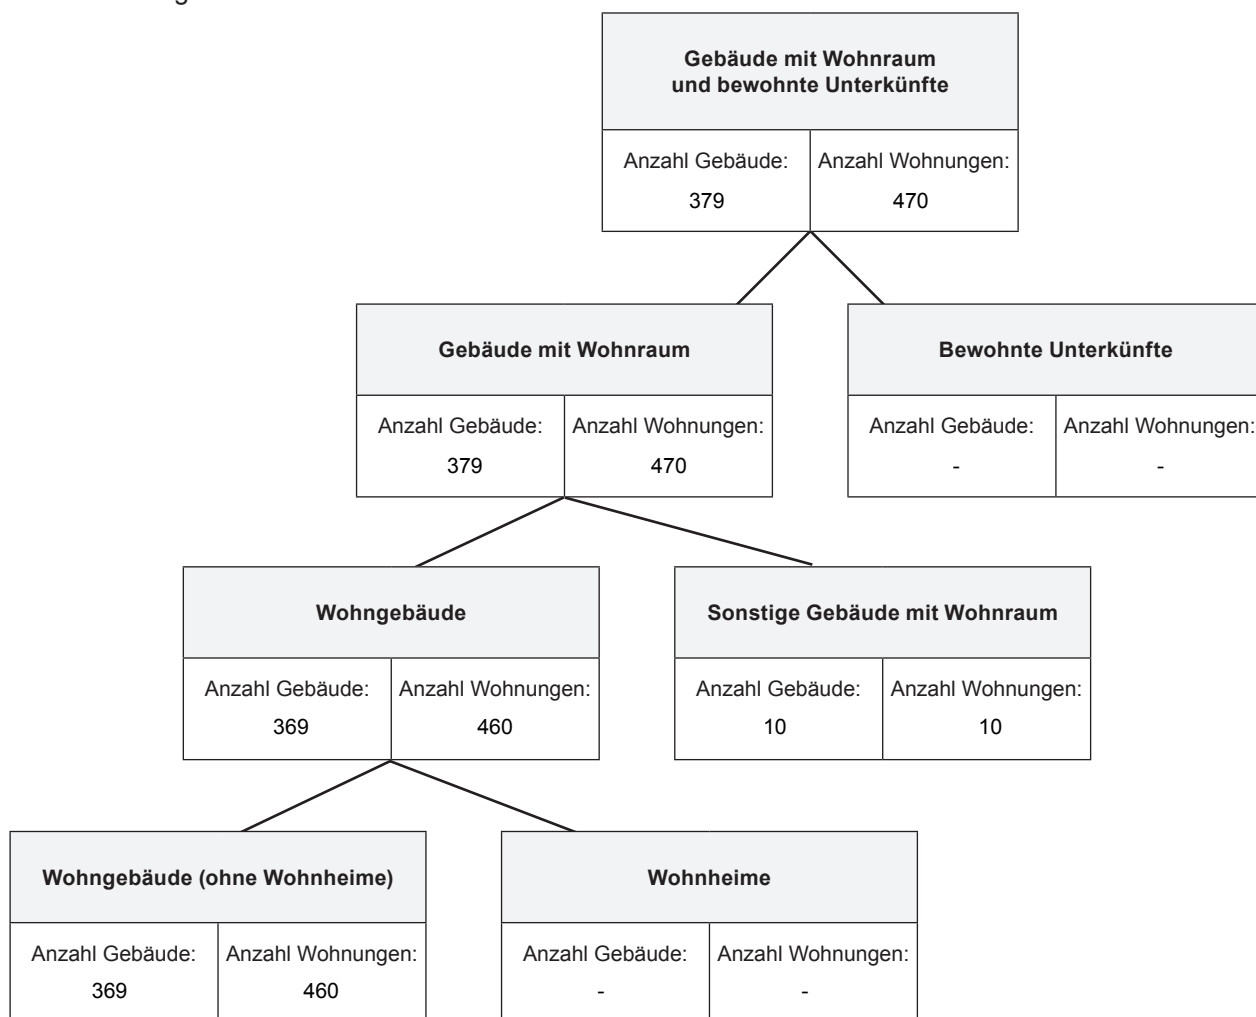 Gebäude mit Wohnraum
und bewohnte Unterkünfte
Anzahl Gebäude: Anzahl Wohnungen:
379 470
Gebäude mit Wohnraum
Anzahl Gebäude: Anzahl Wohnungen:
379 470
Bewohnte Unterkünfte
Anzahl Gebäude: Anzahl Wohnungen:
- -
Wohngebäude
Anzahl Gebäude: Anzahl Wohnungen:
369 460
Sonstige Gebäude mit Wohnraum
Anzahl Gebäude: Anzahl Wohnungen:
10 10
Wohngebäude (ohne Wohnheime)
Anzahl Gebäude: Anzahl Wohnungen:
369 460
Wohnheime
Anzahl Gebäude: Anzahl Wohnungen:
- -